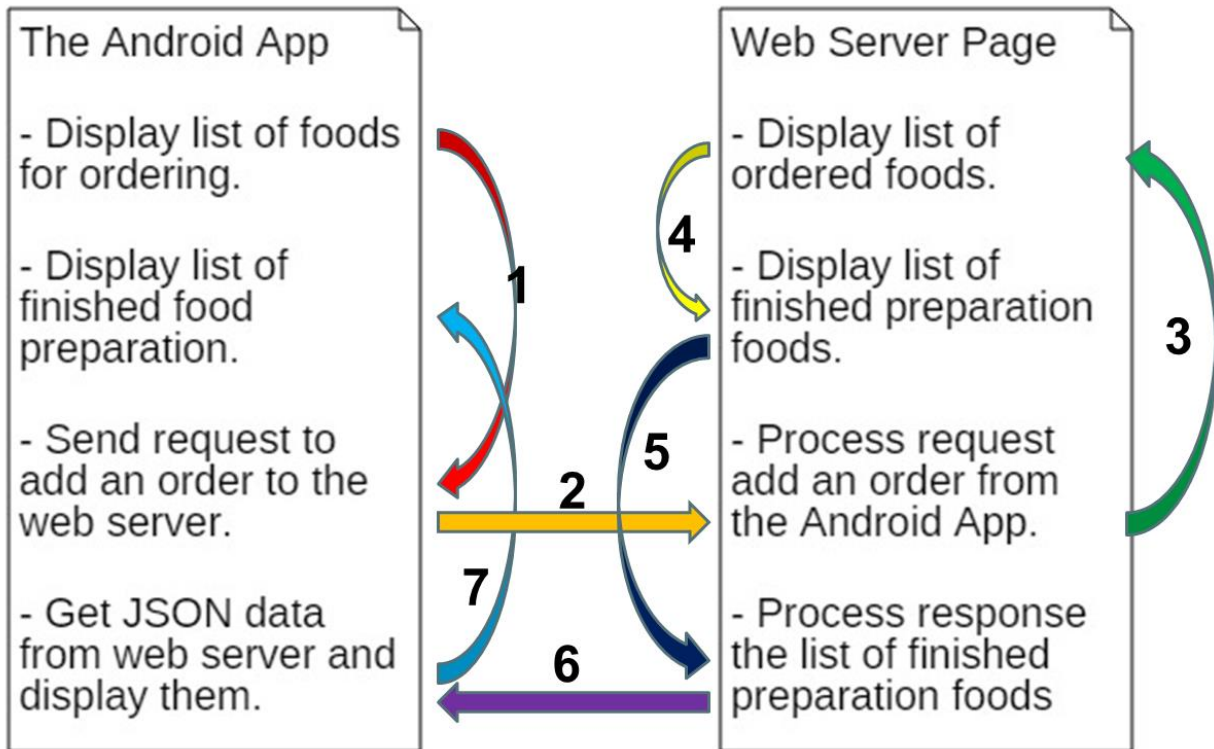 The Android App
- Display list of foods
for ordering.
- Display list of
finished food
preparation.
- Send request to
add an order to the
web server.
- Get JSON data
from web server and
display them.
1
2
7
6
4
5
Web Server Page
- Display list of
ordered foods.
- Display list of
finished preparation
foods.
- Process request
add an order from
the Android App.
- Process response
the list of finished
preparation foods
3